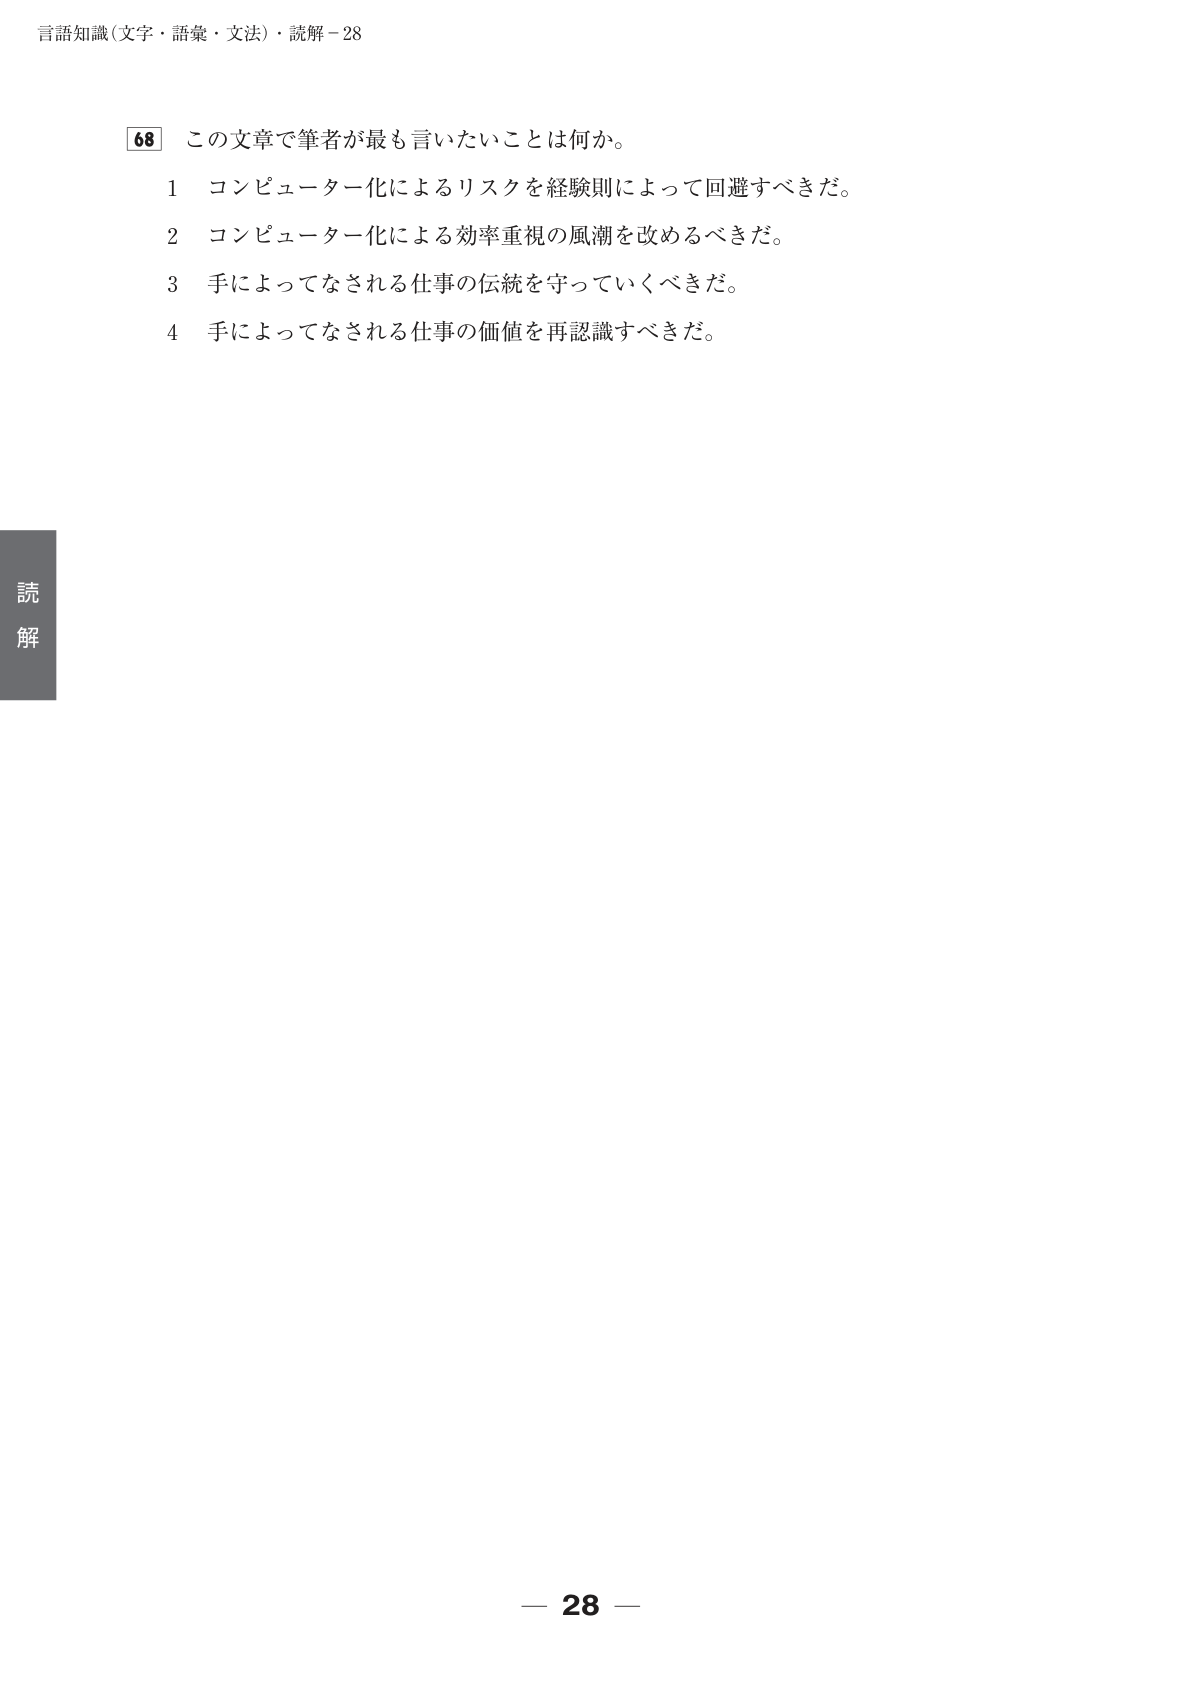 言語知識(文字・語彙・文法)・読解－28
68 この文章で筆者が最も言いたいことは何か。
1 コンピューター化によるリスクを経験則によって回避すべきだ。
2 コンピューター化による効率重視の風潮を改めるべきだ。
3 手によってなされる仕事の伝統を守っていくべきだ。
4 手によってなされる仕事の価値を再認識すべきだ。
読解
— 28 —